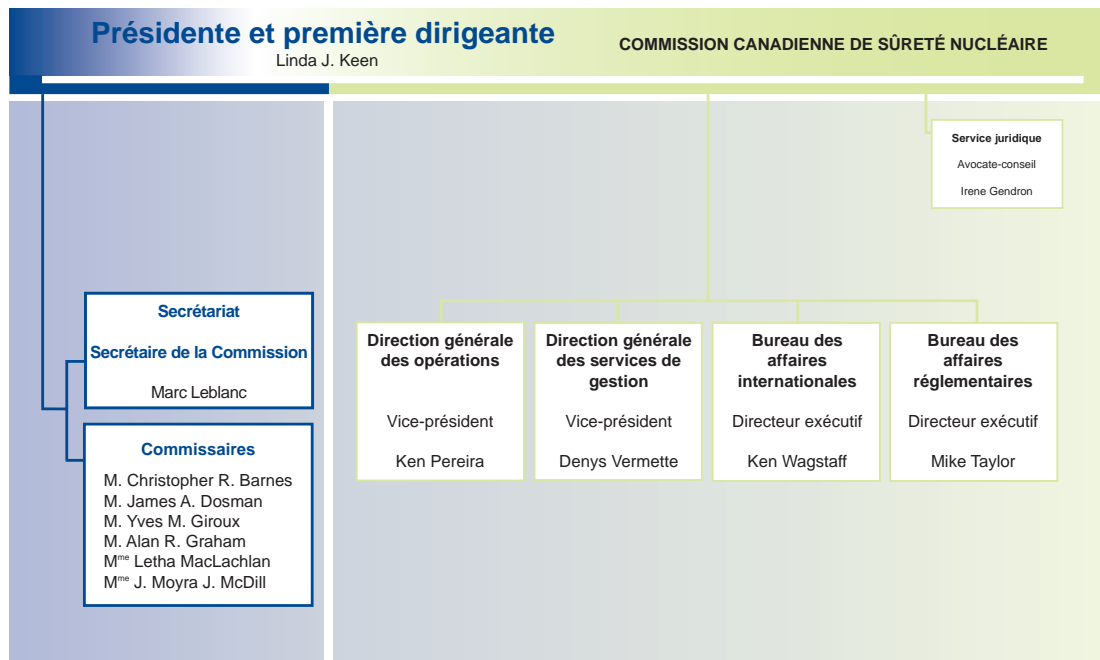 Présidente et première dirigeante
Linda J. Keen
COMMISSION CANADIENNE DE SÛRETÉ NUCLÉAIRE
Service juridique
Avocate-conseil
Irene Gendron
Secrétariat
Secrétaire de la Commission
Marc Leblanc
Commissaires
M. Christopher R. Barnes
M. James A. Dosman
M. Yves M. Giroux
M. Alan R. Graham
Mme Letha MacLachlan
Mme J. Moyra J. McDill
Direction générale
des opérations
Vice-président
Ken Pereira
Direction générale
des services de
gestion
Vice-président
Denys Vermette
Bureau des
affaires
internationales
Directeur exécutif
Ken Wagstaff
Bureau des
affaires
réglementaires
Directeur exécutif
Mike Taylor